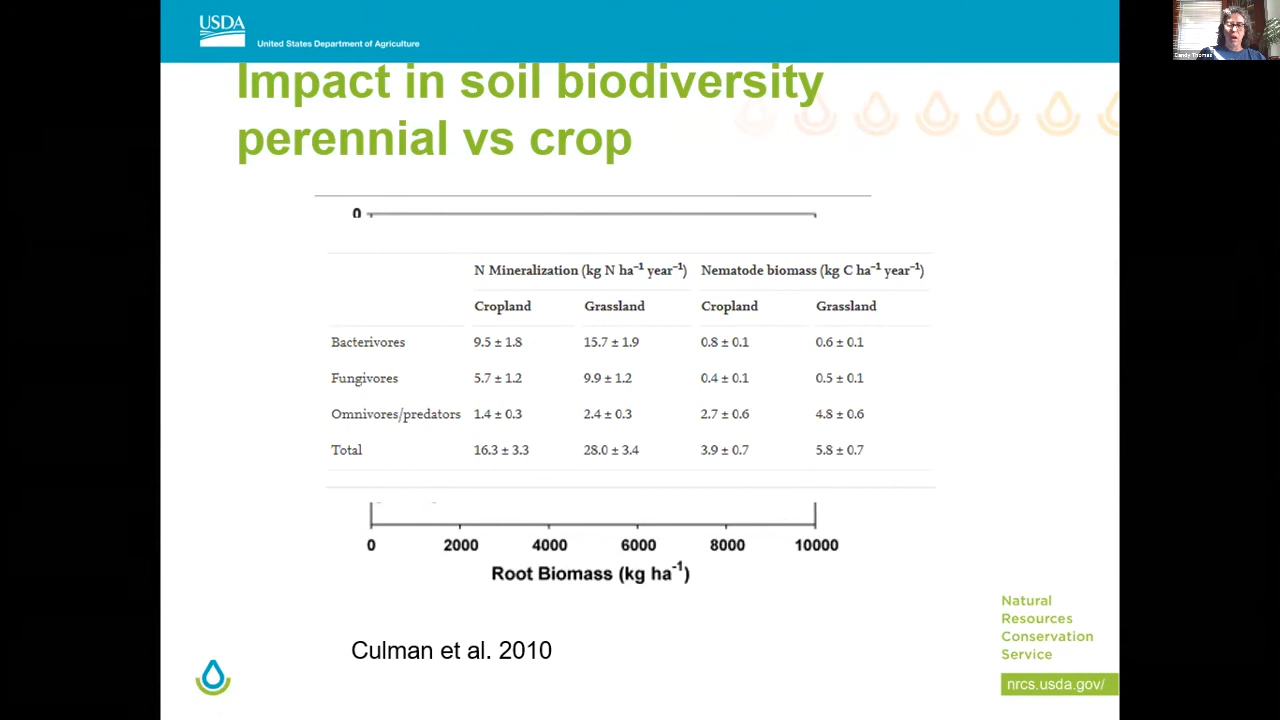 USDA
United States Department of Agriculture
Impact in soil biodiversity
perennial vs crop
0
N Mineralization (kg N ha⁻¹ year⁻¹) Nematode biomass (kg C ha⁻¹ year⁻¹)
Cropland Grassland Cropland Grassland
Bacterivores 9.5 ± 1.8 15.7 ± 1.9 0.8 ± 0.1 0.6 ± 0.1
Fungivores 5.7 ± 1.2 9.9 ± 1.2 0.4 ± 0.1 0.5 ± 0.1
Omnivores/predators 1.4 ± 0.3 2.4 ± 0.3 2.7 ± 0.6 4.8 ± 0.6
Total 16.3 ± 3.3 28.0 ± 3.4 3.9 ± 0.7 5.8 ± 0.7
0 2000 4000 6000 8000 10000
Root Biomass (kg ha⁻¹)
Culman et al. 2010
Natural
Resources
Conservation
Service
nrcs.usda.gov/